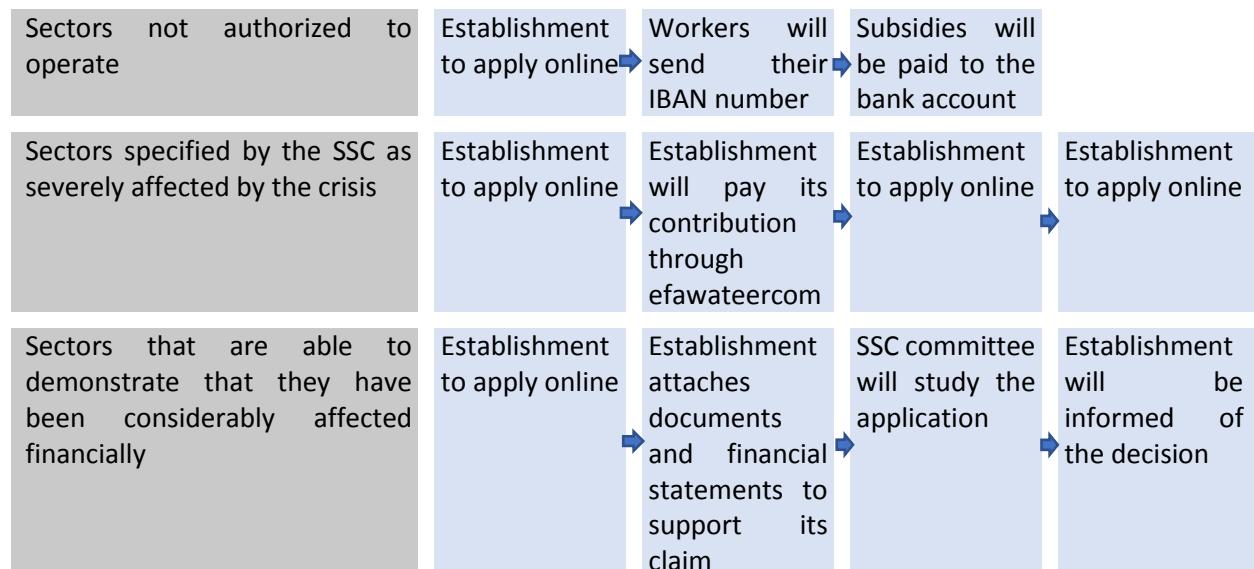 Sectors not authorized to
operate
Establishment
to apply online
Workers will
send their
IBAN number
Subsidies will
be paid to the
bank account
Sectors specified by the SSC as
severely affected by the crisis
Establishment
to apply online
Establishment
will pay its
contribution
through
efawateercom
Establishment
to apply online
Establishment
to apply online
Sectors that are able to
demonstrate that they have
been considerably affected
financially
Establishment
to apply online
Establishment
attaches
documents
and financial
statements to
support its
claim
SSC committee
will study the
application
Establishment
will be
informed of
the decision